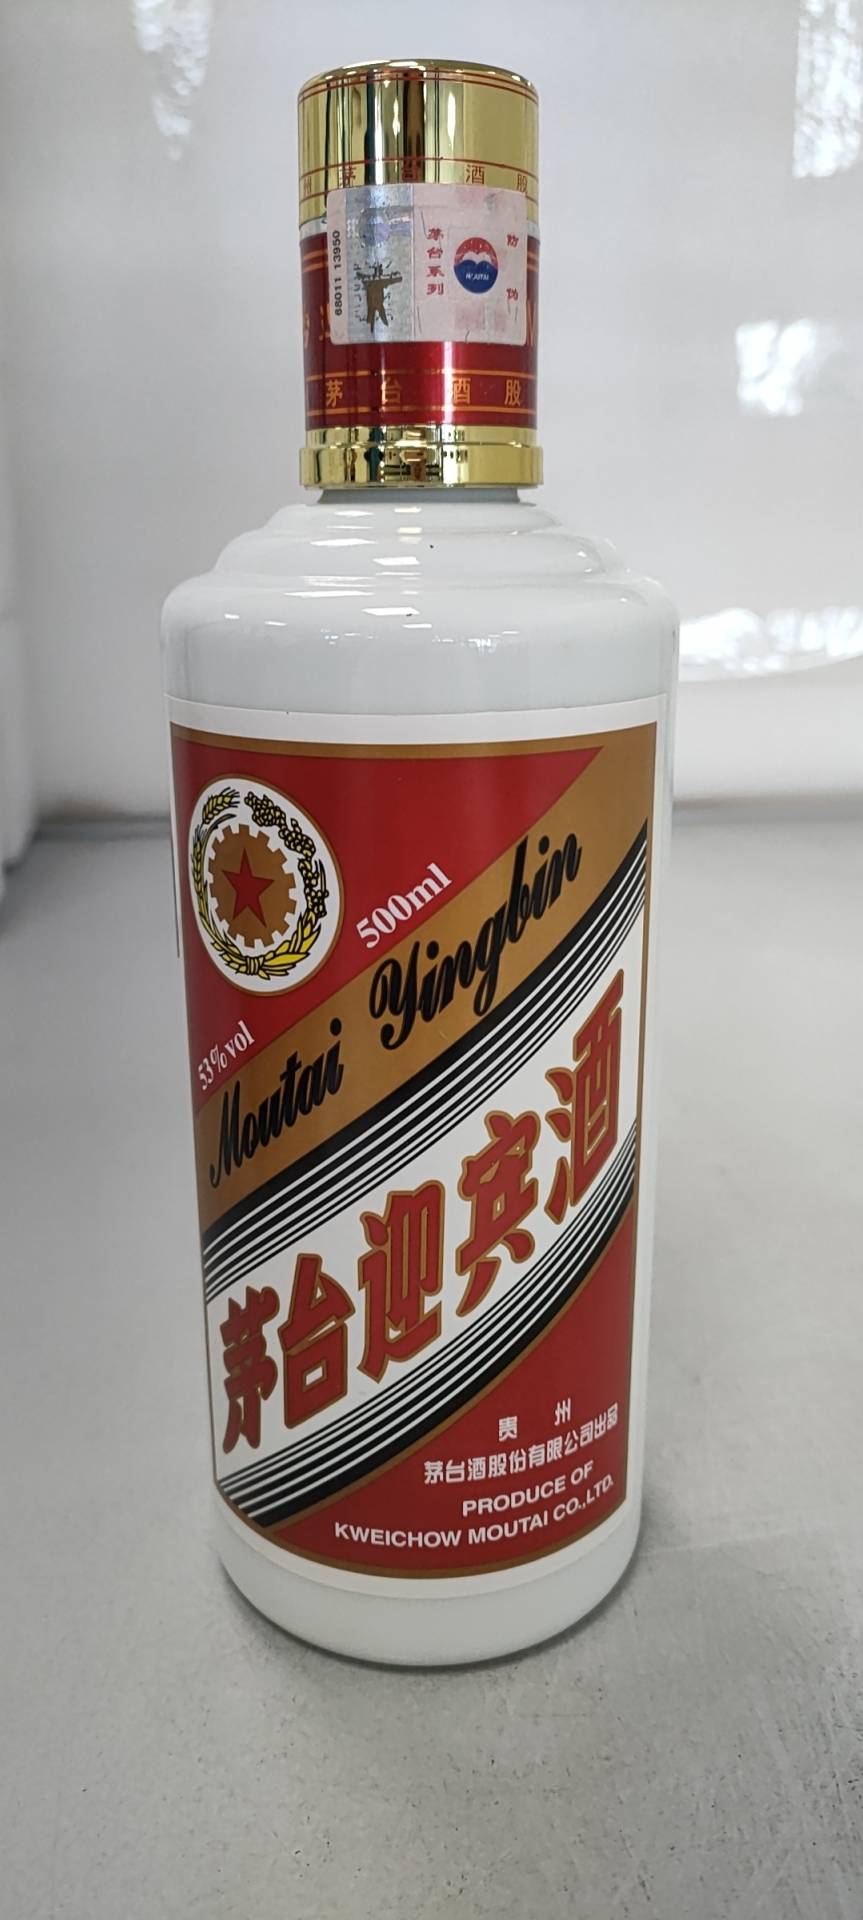 州 茅 台 酒 股
68011 13950
茅台系列
防伪
MOUTAI
茅 台 酒 股
500ml
53%vol
Moutai Yingbin
茅台迎宾酒
贵 州
茅台酒股份有限公司出品
PRODUCE OF
KWEICHOW MOUTAI CO.,LTD.